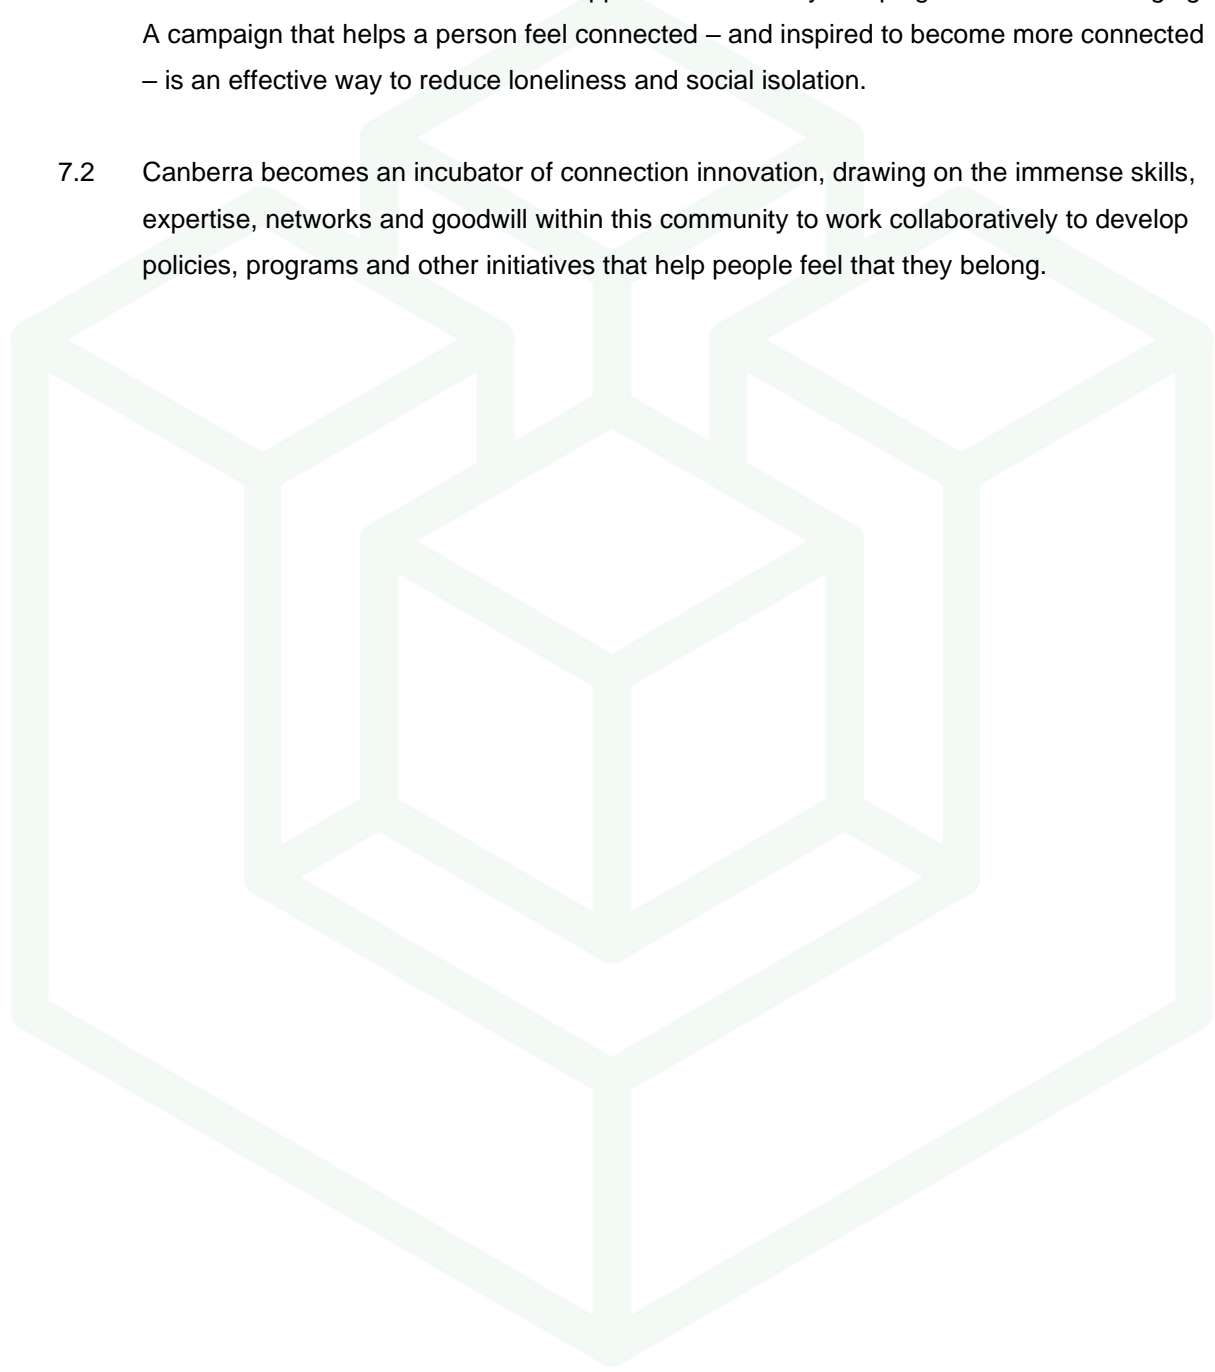 A campaign that helps a person feel connected – and inspired to become more connected
– is an effective way to reduce loneliness and social isolation.
7.2 Canberra becomes an incubator of connection innovation, drawing on the immense skills,
expertise, networks and goodwill within this community to work collaboratively to develop
policies, programs and other initiatives that help people feel that they belong.